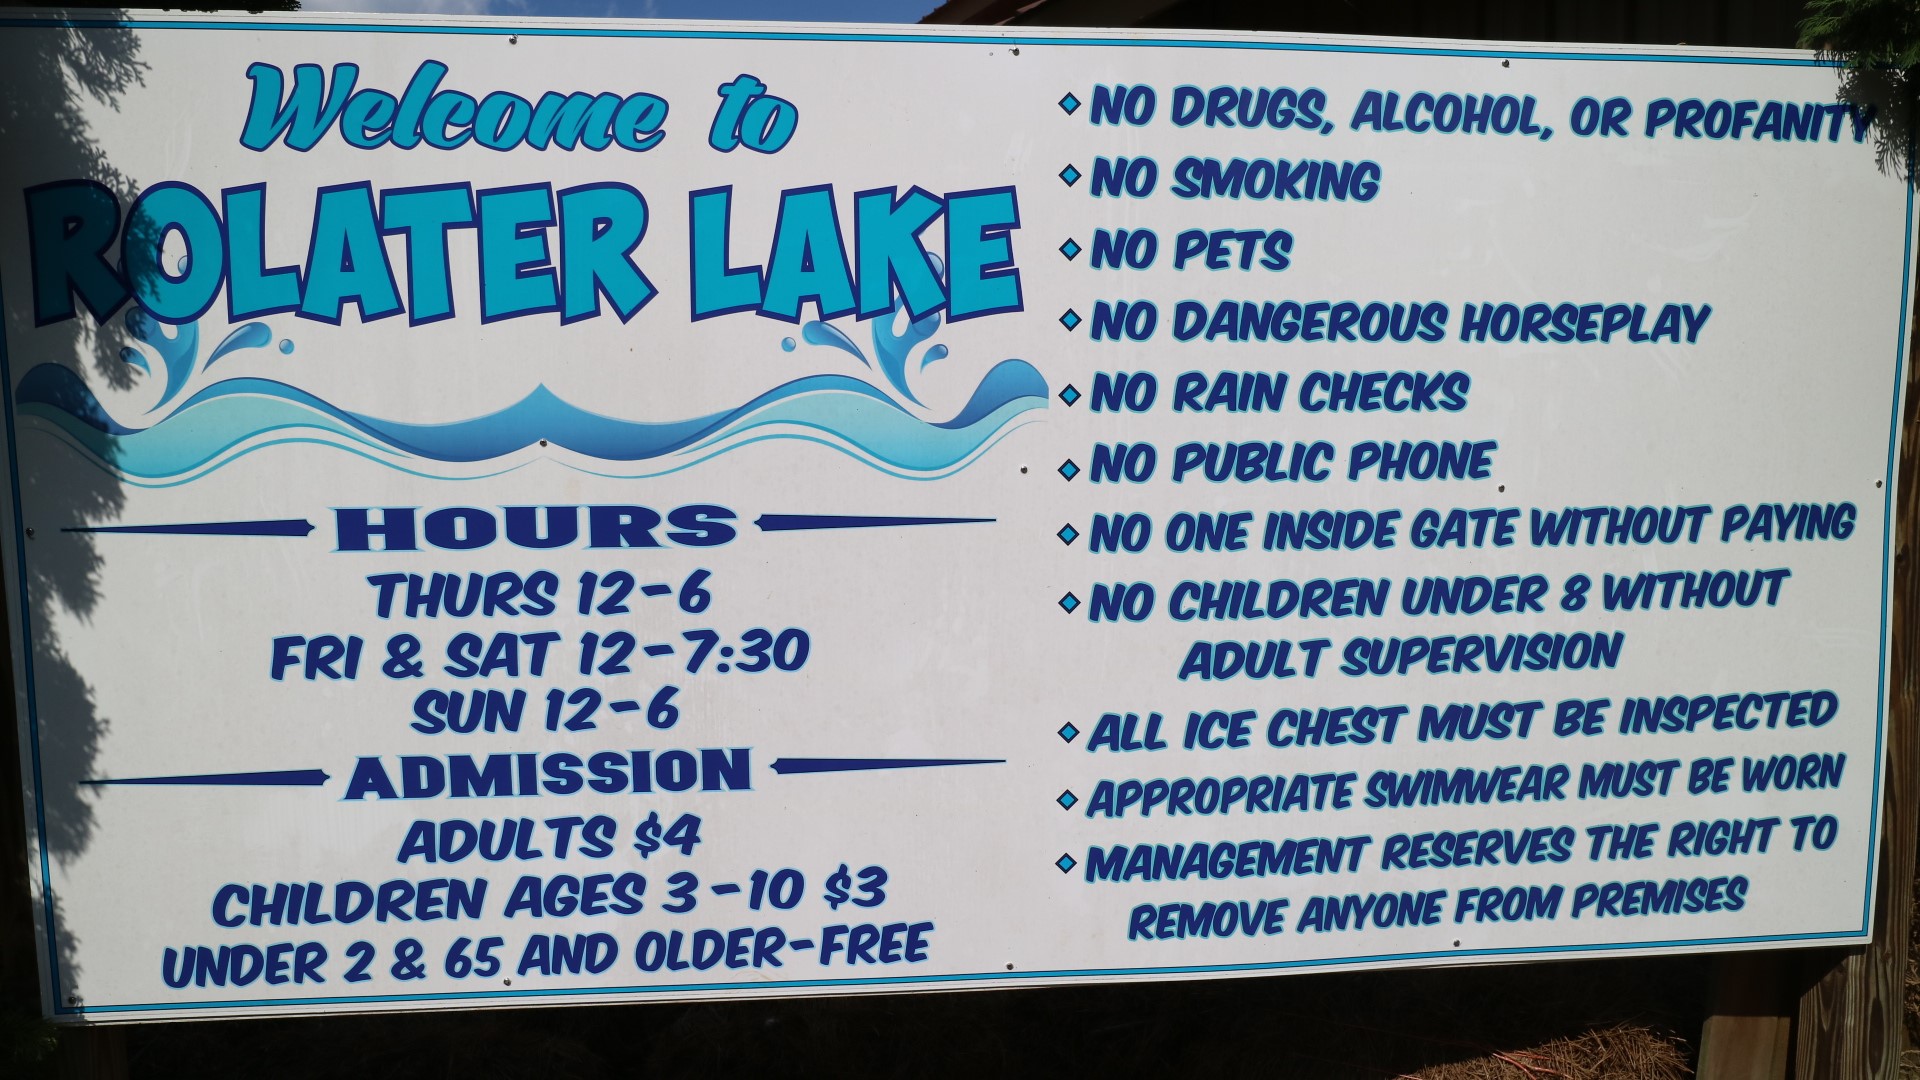 Welcome to
ROLATER LAKE
HOURS
THURS 12-6
FRI & SAT 12-7:30
SUN 12-6
ADMISSION
ADULTS $4
CHILDREN AGES 3-10 $3
UNDER 2 & 65 AND OLDER-FREE
NO DRUGS, ALCOHOL, OR PROFANITY
NO SMOKING
NO PETS
NO DANGEROUS HORSEPLAY
NO RAIN CHECKS
NO PUBLIC PHONE
NO ONE INSIDE GATE WITHOUT PAYING
NO CHILDREN UNDER 8 WITHOUT
ADULT SUPERVISION
ALL ICE CHEST MUST BE INSPECTED
APPROPRIATE SWIMWEAR MUST BE WORN
MANAGEMENT RESERVES THE RIGHT TO
REMOVE ANYONE FROM PREMISES